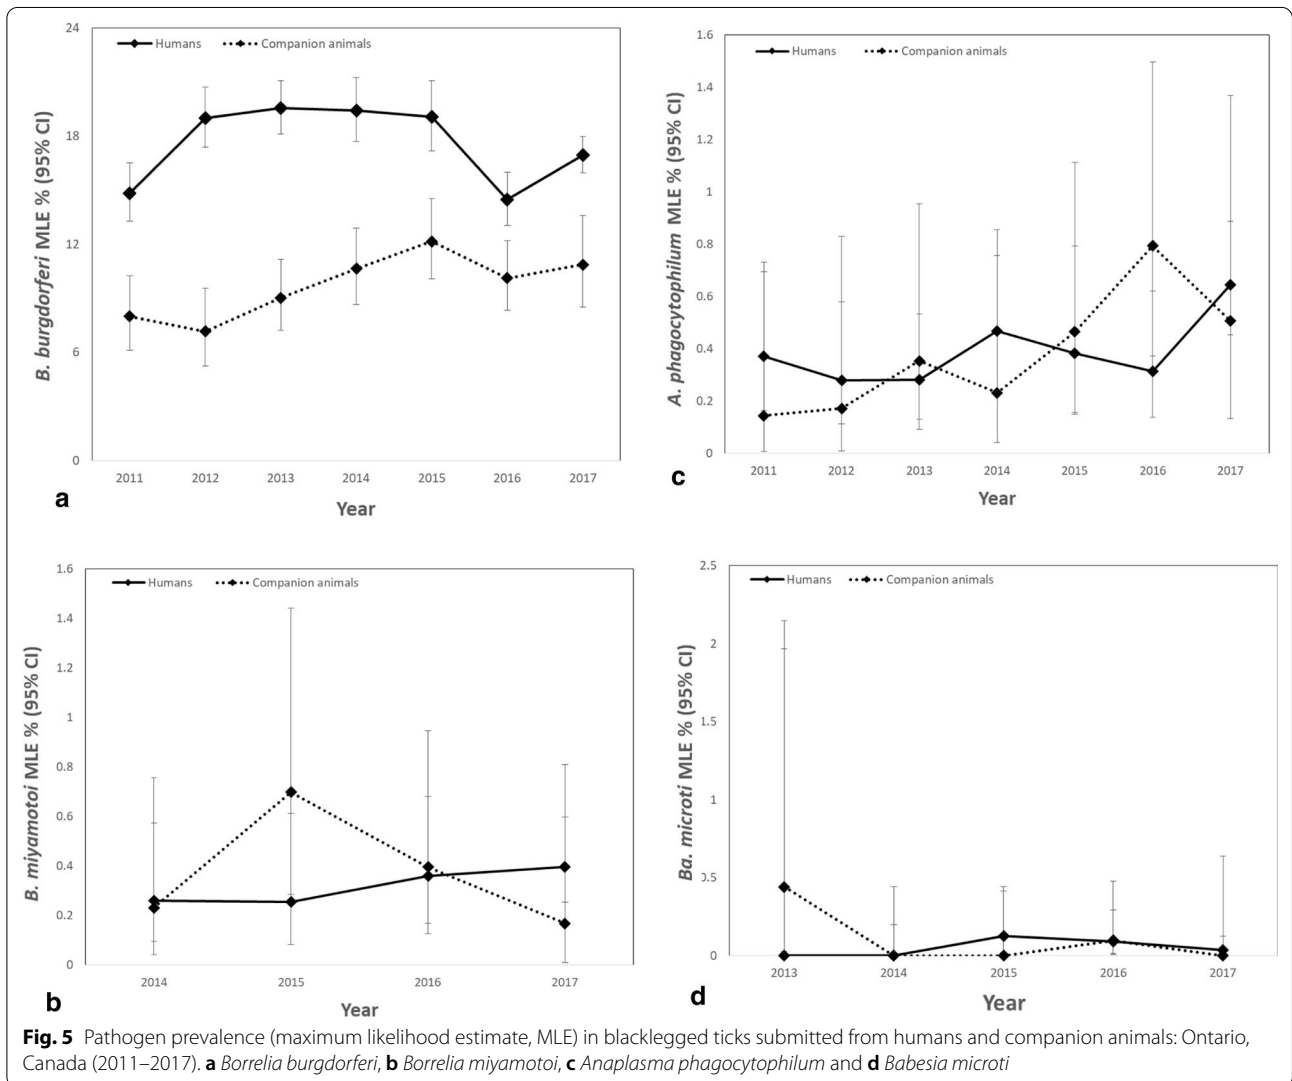 24
18
12
6
0
Humans
Companion animals
B. burgdorferi MLE % (95% CI)
2011 2012 2013 2014 2015 2016 2017
Year
a
1.6
1.4
1.2
1
0.8
0.6
0.4
0.2
0
Humans
Companion animals
A. phagocytophilum MLE % (95% CI)
2011 2012 2013 2014 2015 2016 2017
Year
c
1.6
1.4
1.2
1
0.8
0.6
0.4
0.2
0
Humans
Companion animals
B. miyamotoi MLE % (95% CI)
2014 2015 2016 2017
Year
b
2.5
2
1.5
1
0.5
0
Humans
Companion animals
Ba. microti MLE % (95% CI)
2013 2014 2015 2016 2017
Year
d
Fig. 5 Pathogen prevalence (maximum likelihood estimate, MLE) in blacklegged ticks submitted from humans and companion animals: Ontario,
Canada (2011–2017). a Borrelia burgdorferi, b Borrelia miyamotoi, c Anaplasma phagocytophilum and d Babesia microti